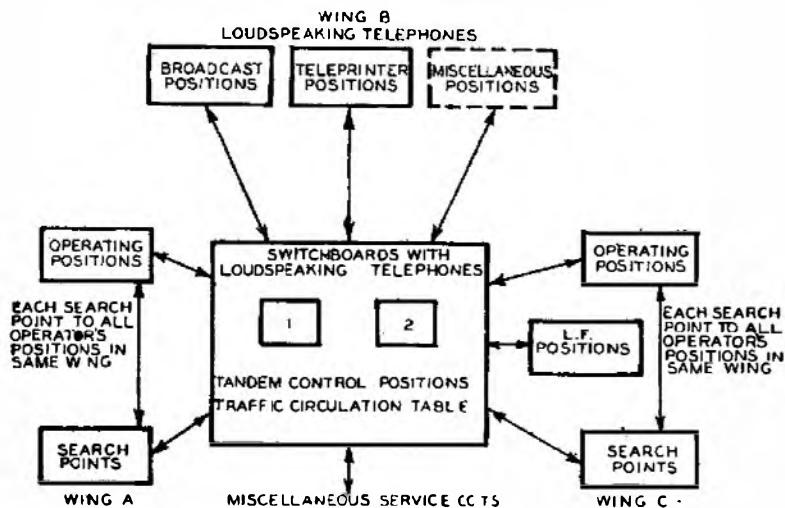 WING B
LOUDSPEAKING TELEPHONES
BROADCAST
POSITIONS
TELEPRINTER
POSITIONS
MISCELLANEOUS
POSITIONS
OPERATING
POSITIONS
EACH SEARCH
POINT TO ALL
OPERATOR'S
POSITIONS IN
SAME WING
SEARCH
POINTS
WING A
SWITCHBOARDS WITH
LOUDSPEAKING TELEPHONES
1
2
TANDEM CONTROL POSITIONS
TRAFFIC CIRCULATION TABLE
MISCELLANEOUS SERVICE CCTS
OPERATING
POSITIONS
L.F.
POSITIONS
EACH SEARCH
POINT TO ALL
OPERATOR'S
POSITIONS IN
SAME WING
SEARCH
POINTS
WING C